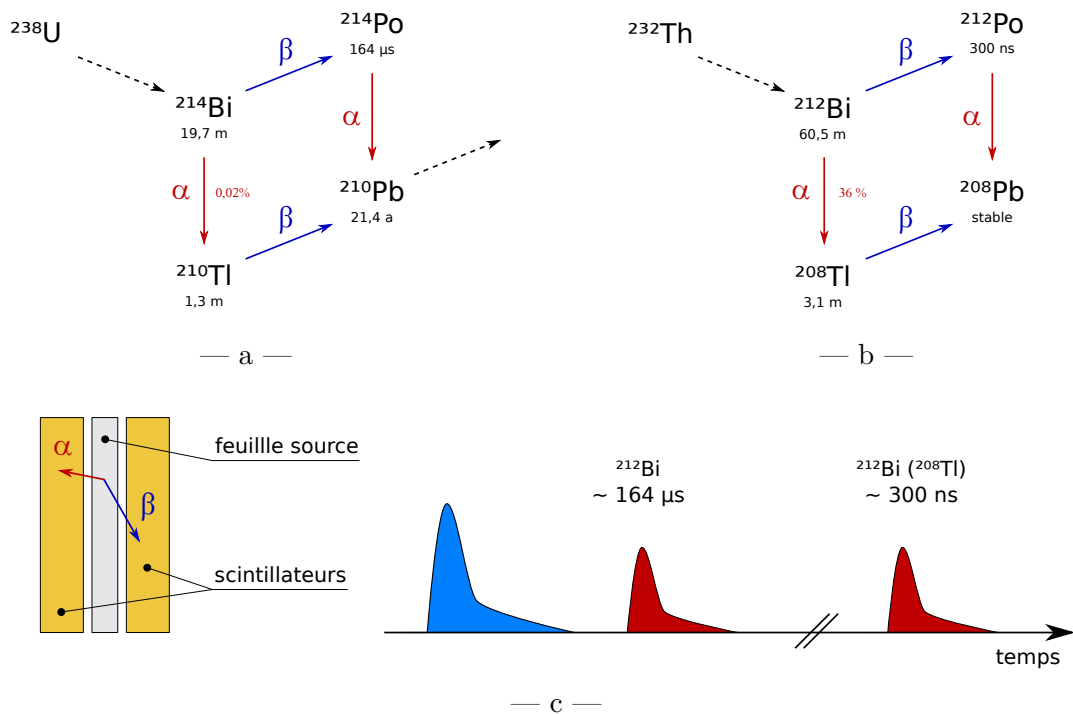 ²³⁸U
²¹⁴Po
164 µs
β
²¹⁴Bi
19,7 m
α
α
0,02%
²¹⁰Pb
21,4 a
β
²¹⁰Tl
1,3 m
— a —
²³²Th
²¹²Po
300 ns
β
²¹²Bi
60,5 m
α
α
36 %
²⁰⁸Pb
stable
β
²⁰⁸Tl
3,1 m
— b —
α
β
feuillle source
scintillateurs
²¹²Bi
~ 164 µs
²¹²Bi (²⁰⁸Tl)
~ 300 ns
temps
— c —